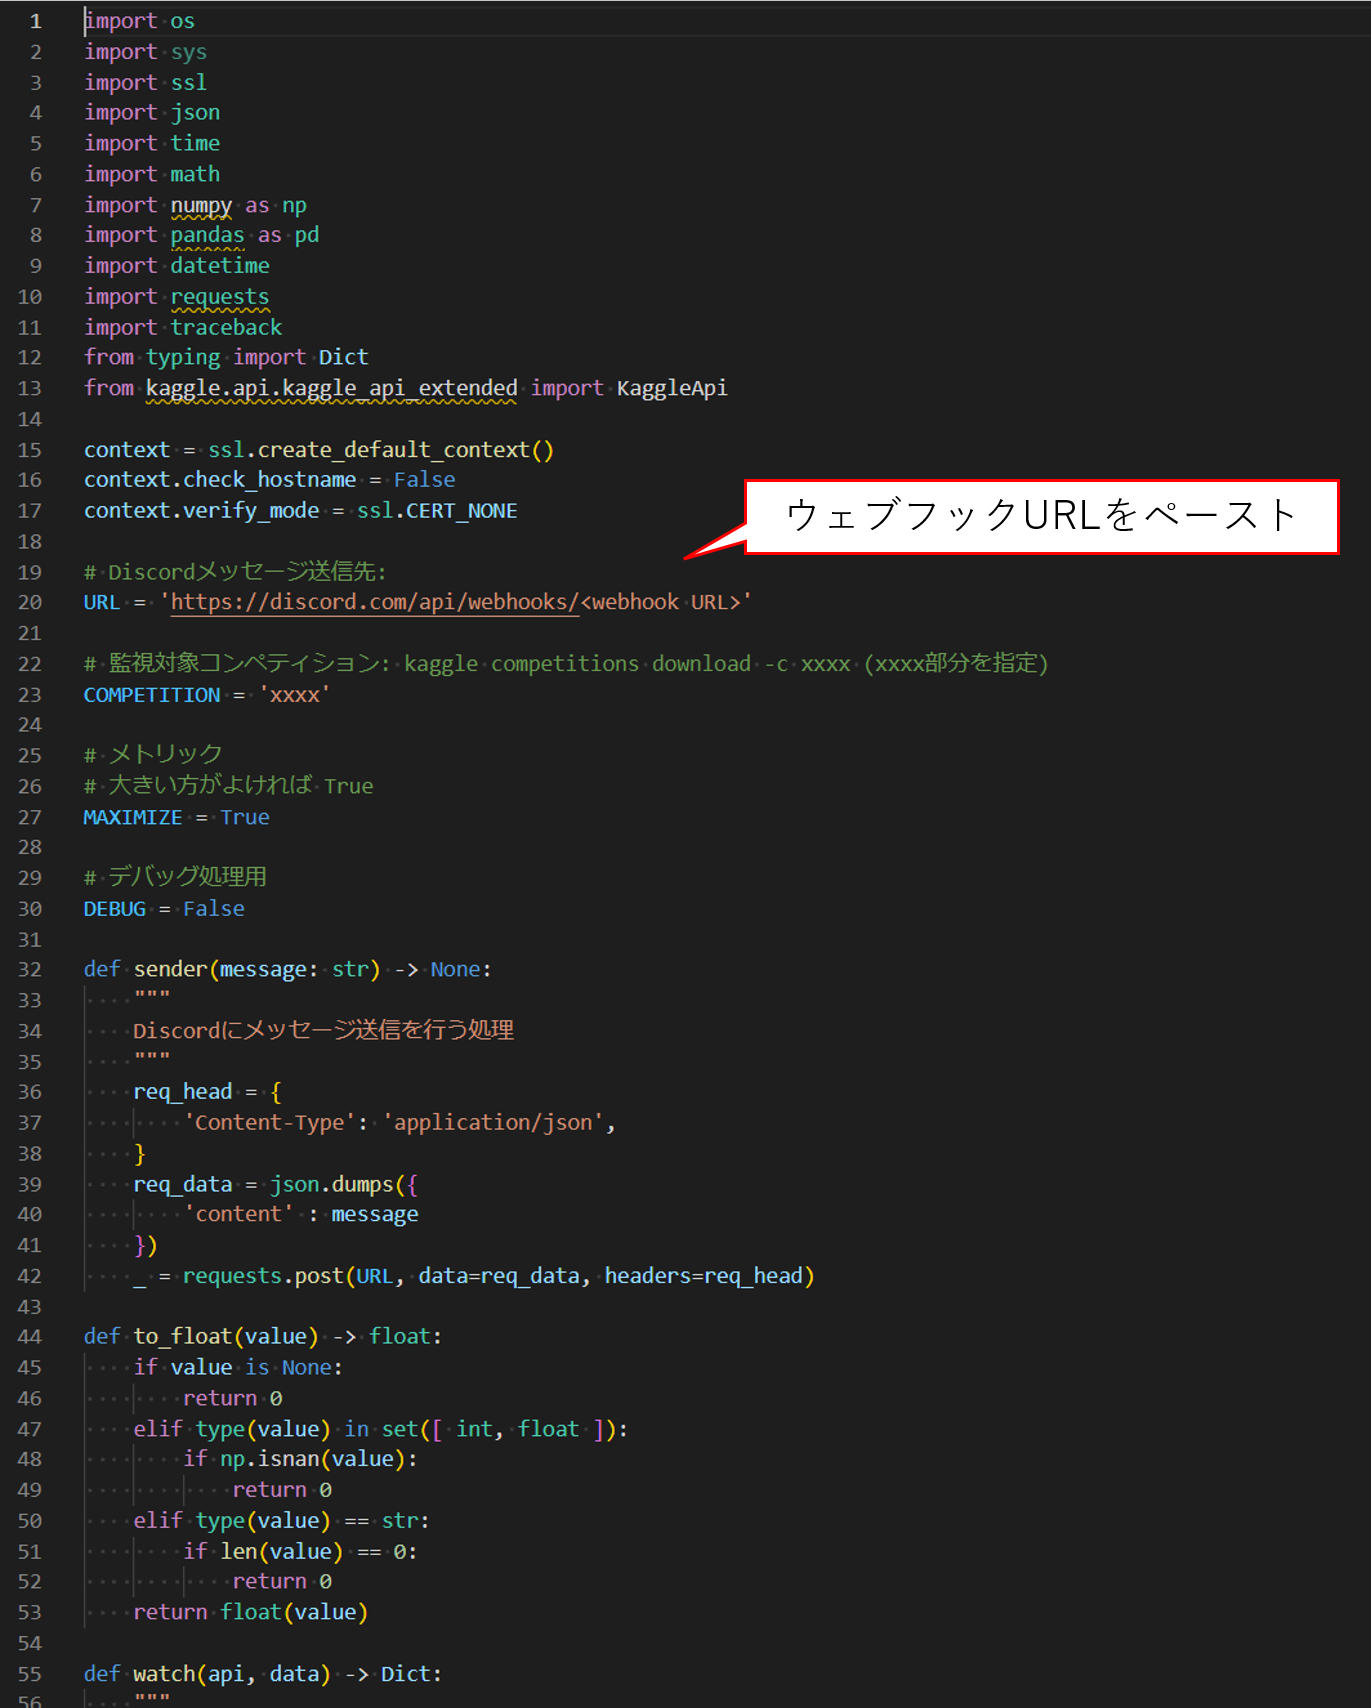 1 import os
2 import sys
3 import ssl
4 import json
5 import time
6 import math
7 import numpy as np
8 import pandas as pd
9 import datetime
10 import requests
11 import traceback
12 from typing import Dict
13 from kaggle.api.kaggle_api_extended import KaggleApi
14
15 context = ssl.create_default_context()
16 context.check_hostname = False
17 context.verify_mode = ssl.CERT_NONE
ウェブフックURLをペースト
18
19 # Discordメッセージ送信先:
20 URL = 'https://discord.com/api/webhooks/<webhook URL>'
21
22 # 監視対象コンペティション: kaggle competitions download -c xxxx (xxxx部分を指定)
23 COMPETITION = 'xxxx'
24
25 # メトリック
26 # 大きい方がよければ True
27 MAXIMIZE = True
28
29 # デバッグ処理用
30 DEBUG = False
31
32 def sender(message: str) -> None:
33     """
34     Discordにメッセージ送信を行う処理
35     """
36     req_head = {
37         'Content-Type': 'application/json',
38     }
39     req_data = json.dumps({
40         'content' : message
41     })
42     _ = requests.post(URL, data=req_data, headers=req_head)
43
44 def to_float(value) -> float:
45     if value is None:
46         return 0
47     elif type(value) in set([ int, float ]):
48         if np.isnan(value):
49             return 0
50     elif type(value) == str:
51         if len(value) == 0:
52             return 0
53     return float(value)
54
55 def watch(api, data) -> Dict:
56     """